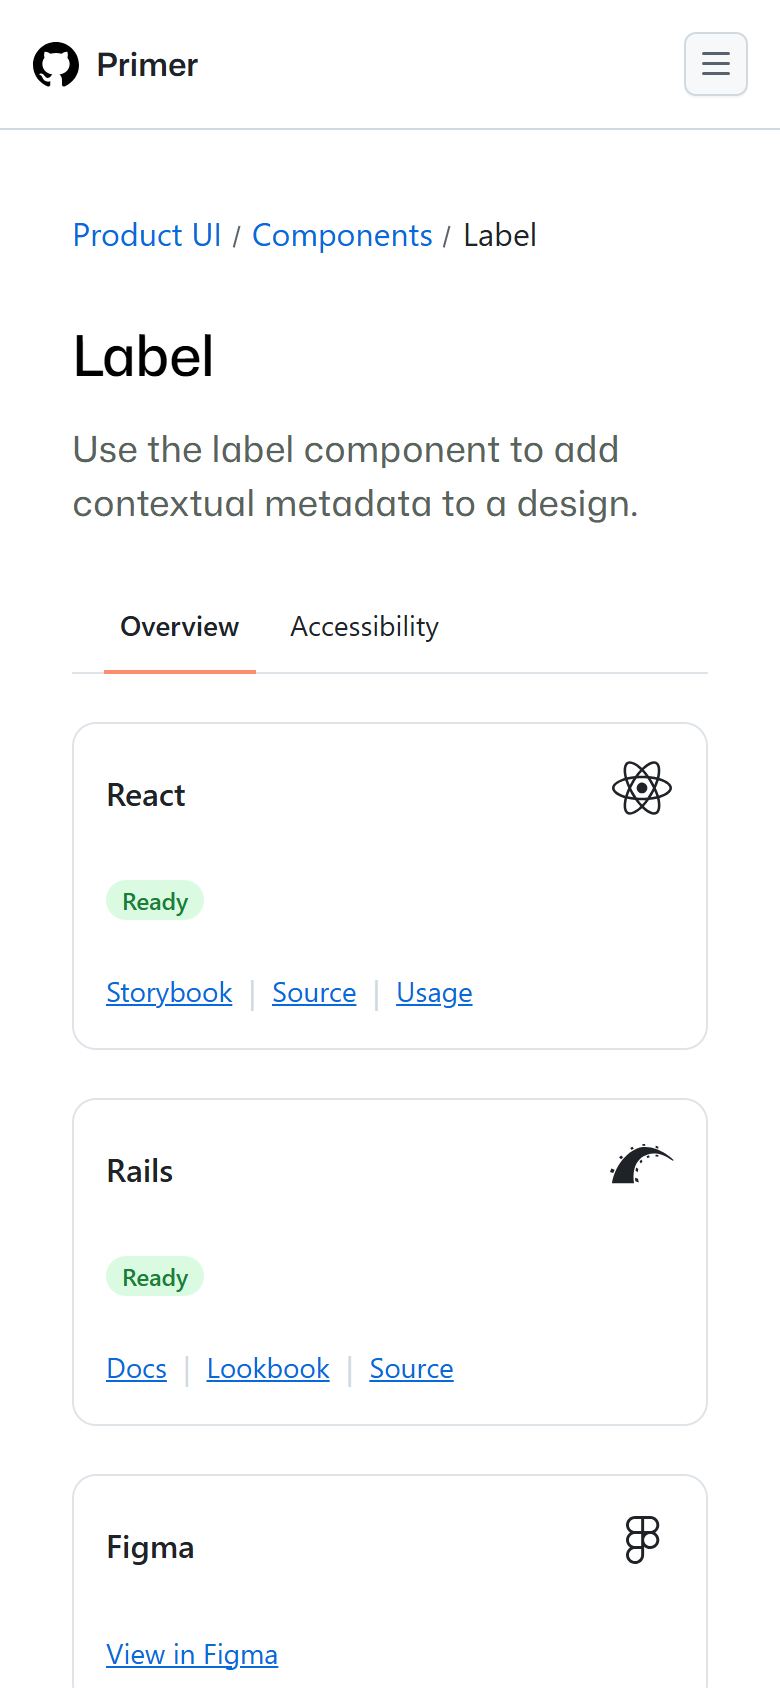 Primer
Product UI / Components / Label
Label
Use the label component to add
contextual metadata to a design.
Overview Accessibility
React
Ready
Storybook | Source | Usage
Rails
Ready
Docs | Lookbook | Source
Figma
View in Figma